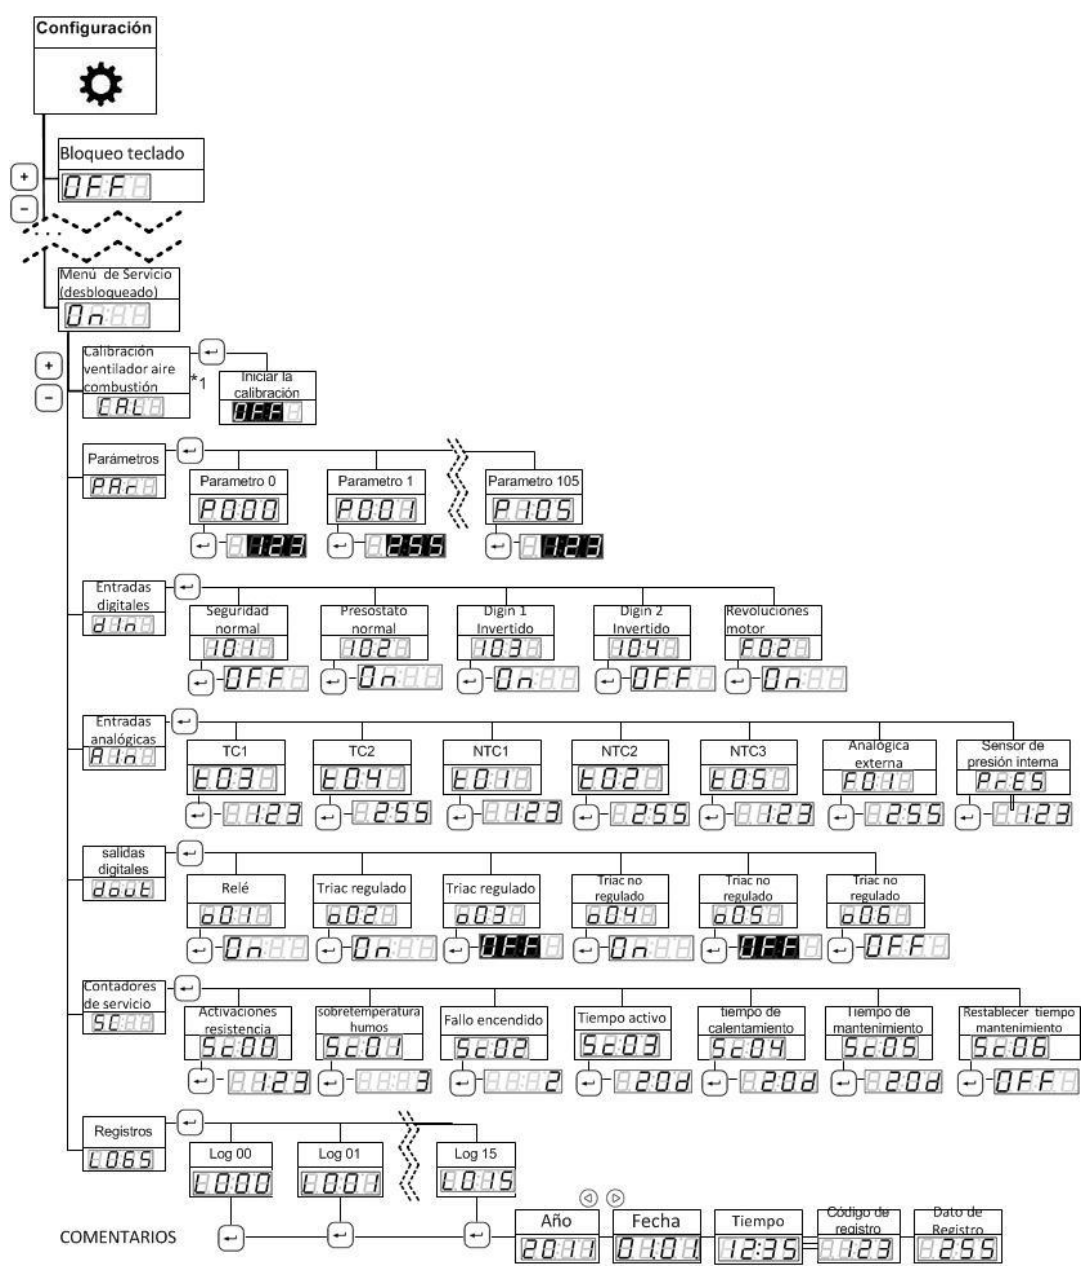 Configuración
Bloqueo teclado
OFF
+
-
...
Menú de Servicio
(desbloqueado)
On
+
-
Calibración
ventilador aire
combustión
CAL
*1
Iniciar la
calibración
OFF
Parámetros
PAr
Parametro 0
Parametro 1
Parametro 105
P000
P001
P105
123
255
123
Entradas
digitales
dIn
Seguridad
normal
Presostato
normal
Digin 1
Invertido
Digin 2
Invertido
Revoluciones
motor
I01
I02
I03
I04
F02
OFF
On
On
OFF
On
Entradas
analógicas
AIn
TC1
TC2
NTC1
NTC2
NTC3
Analógica
externa
Sensor de
presión interna
t03
t04
t01
t02
t05
F01
PrES
123
255
123
255
123
255
123
salidas
digitales
dout
Relé
Triac regulado
Triac regulado
Triac no
regulado
Triac no
regulado
Triac no
regulado
o01
o02
o03
o04
o05
o06
On
On
OFF
On
OFF
OFF
Contadores
de servicio
SC
Activaciones
resistencia
sobretemperatura
humos
Fallo encendido
Tiempo activo
tiempo de
calentamiento
Tiempo de
mantenimiento
Restablecer tiempo
mantenimiento
Sc00
Sc01
Sc02
Sc03
Sc04
Sc05
Sc06
123
3
2
20d
20d
20d
OFF
Registros
LOGS
Log 00
Log 01
Log 15
LO00
LO01
LO15
COMENTARIOS
Año
Fecha
Tiempo
Código de
registro
Dato de
Registro
2011
01.01.
12:35
123
255